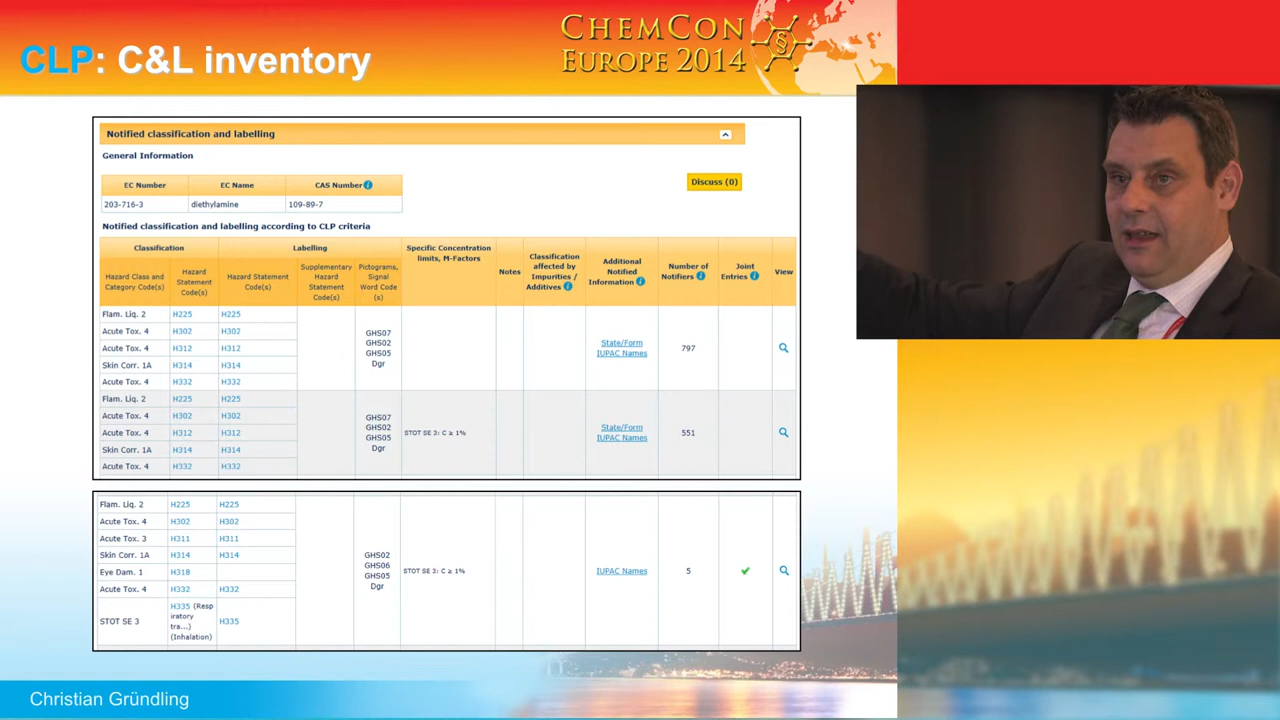 CLP: C&L inventory
CHEMCON
EUROPE 2014
§
Notified classification and labelling
General Information
EC Number EC Name CAS Number i
203-716-3 diethylamine 109-89-7
Discuss (0)
Notified classification and labelling according to CLP criteria
Classification Labelling Specific Concentration limits, M-Factors Notes Classification affected by Impurities / Additives i Additional Notified Information i Number of Notifiers i Joint Entries i View
Hazard Class and Category Code(s) Hazard Statement Code(s) Hazard Statement Code(s) Supplementary Hazard Statement Code(s) Pictograms, Signal Word Code (s)
Flam. Liq. 2 H225 H225
Acute Tox. 4 H302 H302
Acute Tox. 4 H312 H312
Skin Corr. 1A H314 H314
Acute Tox. 4 H332 H332
GHS07
GHS02
GHS05
Dgr
State/Form
IUPAC Names
797
Flam. Liq. 2 H225 H225
Acute Tox. 4 H302 H302
Acute Tox. 4 H312 H312
Skin Corr. 1A H314 H314
Acute Tox. 4 H332 H332
GHS07
GHS02
GHS05
Dgr
STOT SE 3: C ≥ 1%
State/Form
IUPAC Names
551
Flam. Liq. 2 H225 H225
Acute Tox. 4 H302 H302
Acute Tox. 3 H311 H311
Skin Corr. 1A H314 H314
Eye Dam. 1 H318
Acute Tox. 4 H332 H332
STOT SE 3 H335 (Resp iratory tra...) (Inhalation) H335
GHS02
GHS06
GHS05
Dgr
STOT SE 3: C ≥ 1%
IUPAC Names
5
Christian Gründling